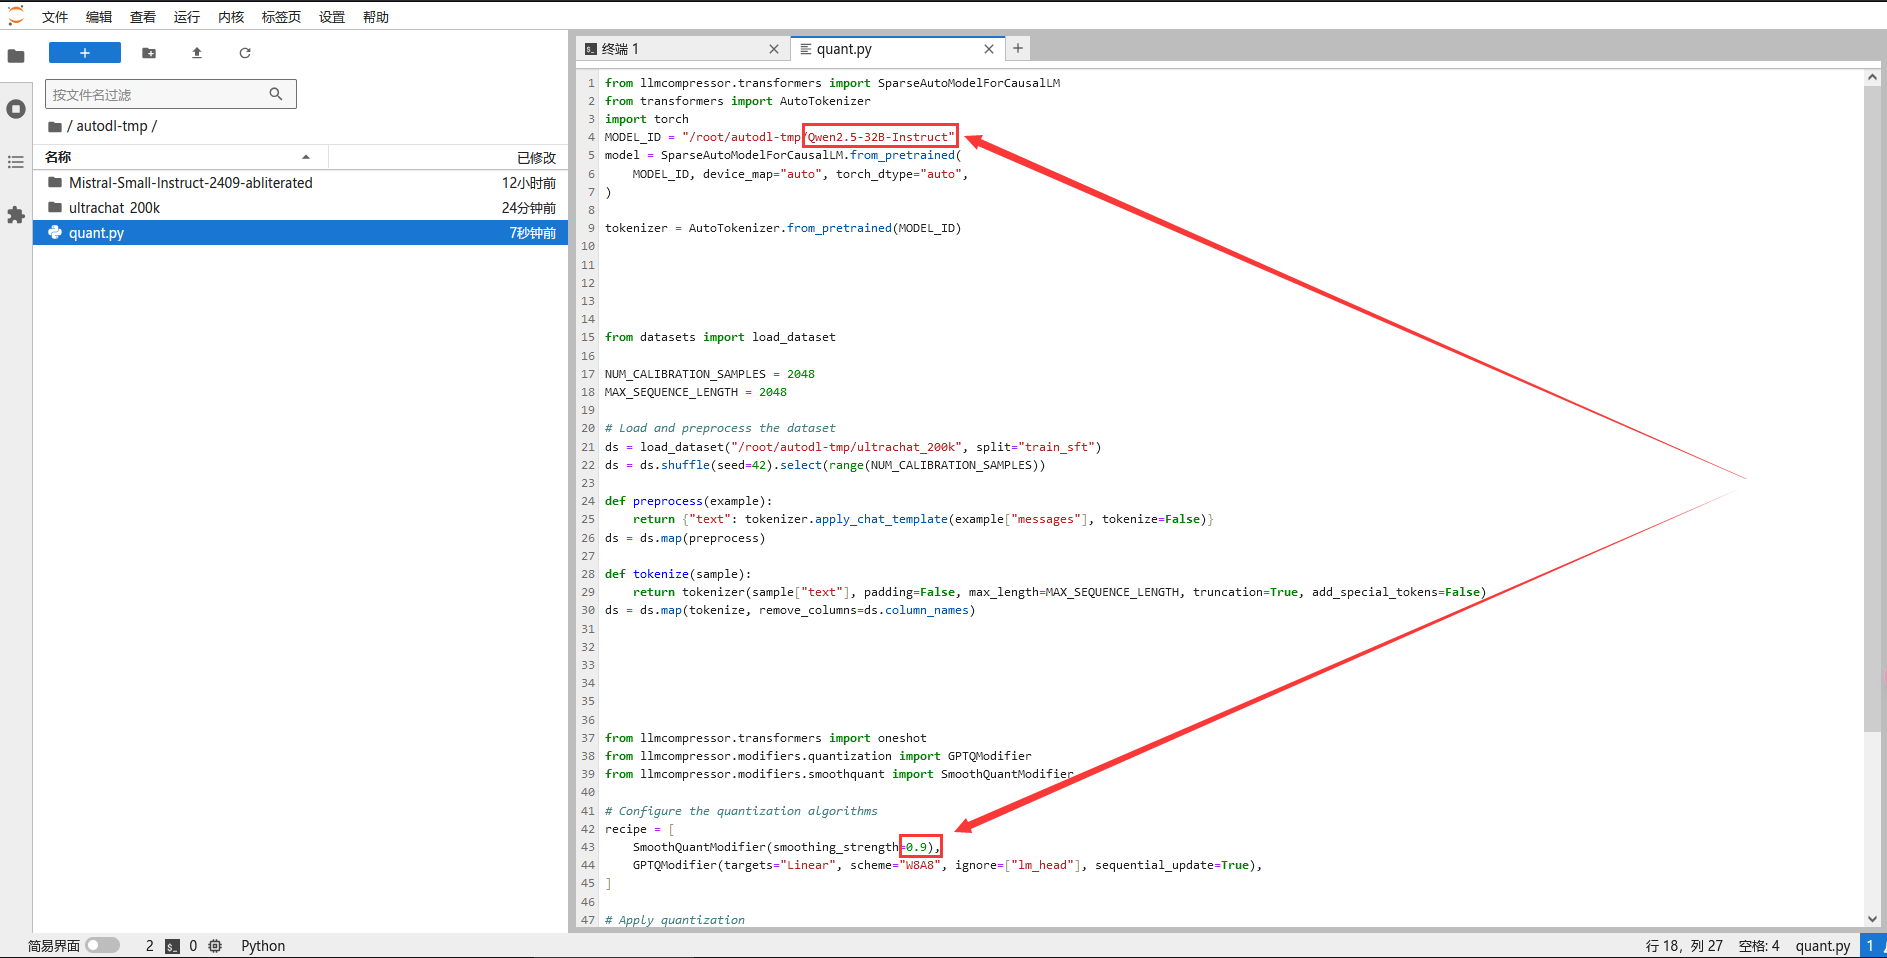 文件 编辑 查看 运行 内核 标签页 设置 帮助
按文件名过滤
/ autodl-tmp /
名称 已修改
Mistral-Small-Instruct-2409-abliterated 12小时前
ultrachat_200k 24分钟前
quant.py 7秒钟前
终端 1
quant.py
1 from llmcompressor.transformers import SparseAutoModelForCausalLM
2 from transformers import AutoTokenizer
3 import torch
4 MODEL_ID = "/root/autodl-tmp/Qwen2.5-32B-Instruct"
5 model = SparseAutoModelForCausalLM.from_pretrained(
6     MODEL_ID, device_map="auto", torch_dtype="auto",
7 )
8
9 tokenizer = AutoTokenizer.from_pretrained(MODEL_ID)
10
11
12
13
14
15 from datasets import load_dataset
16
17 NUM_CALIBRATION_SAMPLES = 2048
18 MAX_SEQUENCE_LENGTH = 2048
19
20 # Load and preprocess the dataset
21 ds = load_dataset("/root/autodl-tmp/ultrachat_200k", split="train_sft")
22 ds = ds.shuffle(seed=42).select(range(NUM_CALIBRATION_SAMPLES))
23
24 def preprocess(example):
25     return {"text": tokenizer.apply_chat_template(example["messages"], tokenize=False)}
26 ds = ds.map(preprocess)
27
28 def tokenize(sample):
29     return tokenizer(sample["text"], padding=False, max_length=MAX_SEQUENCE_LENGTH, truncation=True, add_special_tokens=False)
30 ds = ds.map(tokenize, remove_columns=ds.column_names)
31
32
33
34
35
36
37 from llmcompressor.transformers import oneshot
38 from llmcompressor.modifiers.quantization import GPTQModifier
39 from llmcompressor.modifiers.smoothquant import SmoothQuantModifier
40
41 # Configure the quantization algorithms
42 recipe = [
43     SmoothQuantModifier(smoothing_strength=0.9),
44     GPTQModifier(targets="Linear", scheme="W8A8", ignore=["lm_head"], sequential_update=True),
45 ]
46
47 # Apply quantization
简易界面 2 0 Python 行 18，列 27 空格: 4 quant.py 1